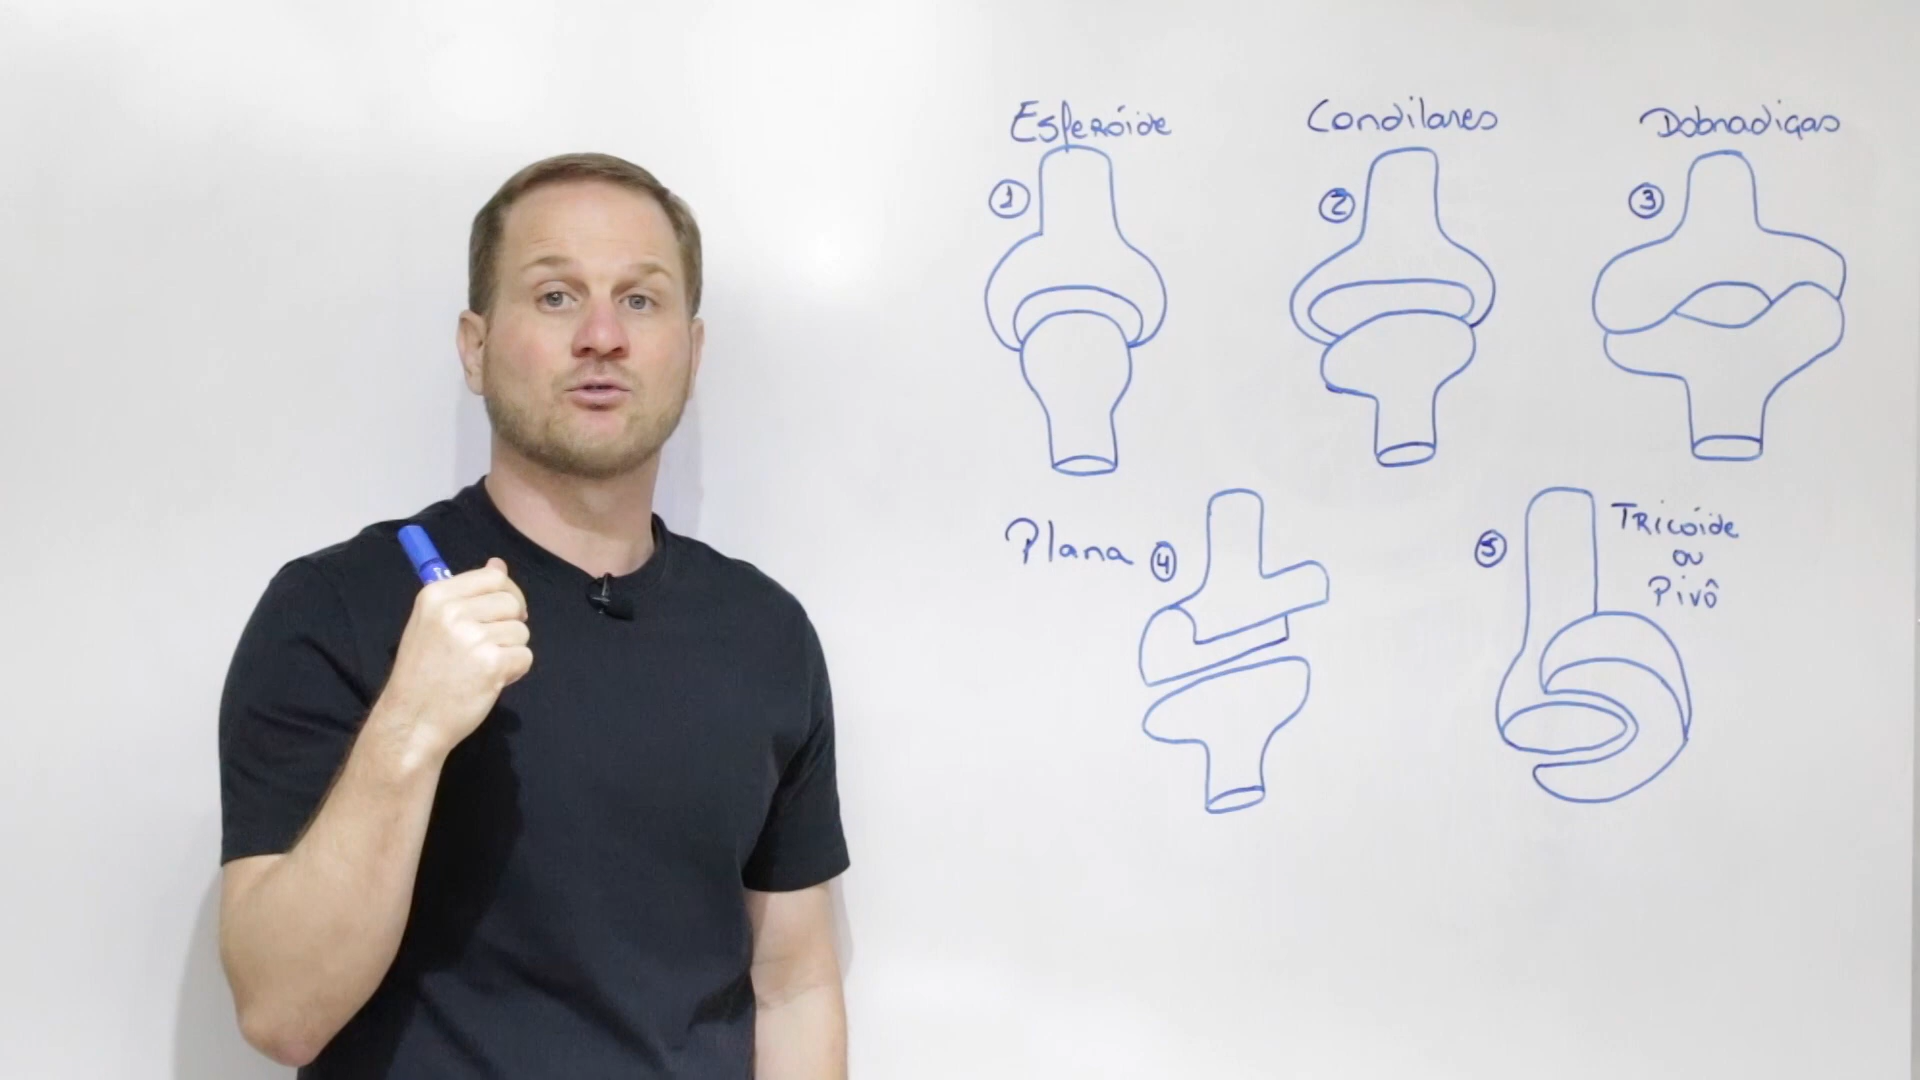 Esferóide
Condilares
Dobradiças
1
2
3
Plana 4
5
Tricóide
ou
Pivô